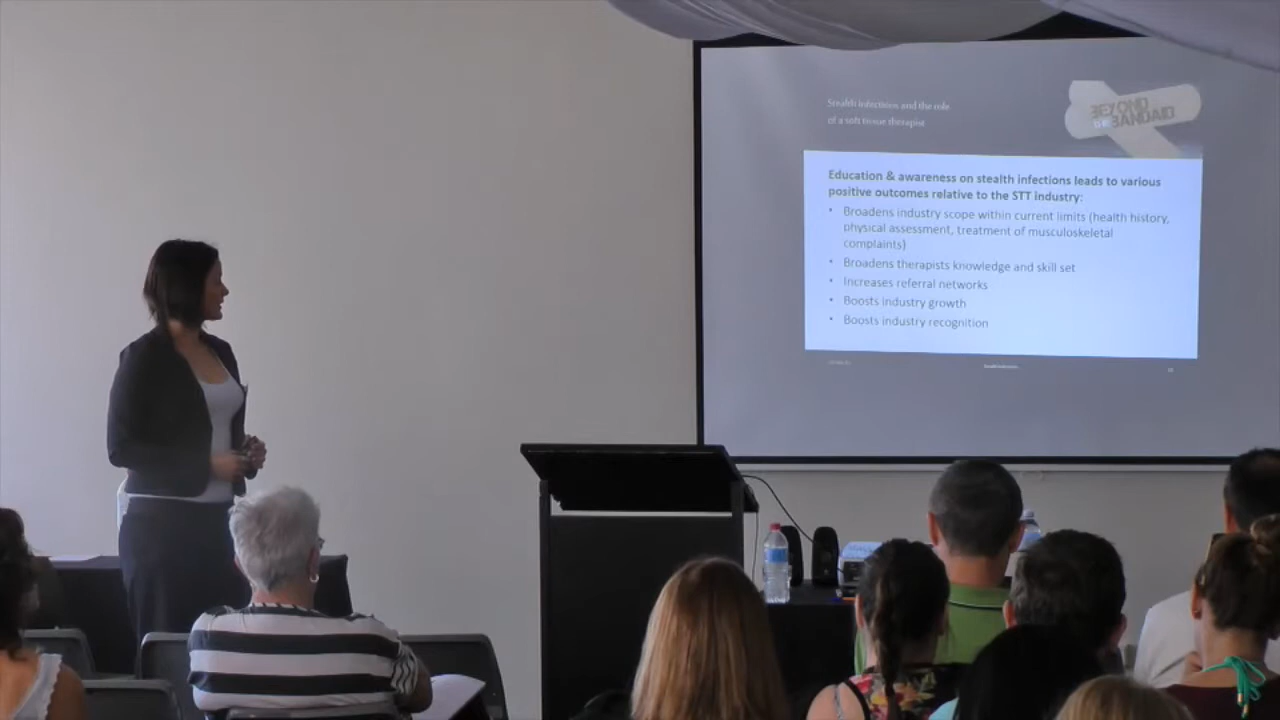 Stealth infections and the role
of a soft tissue therapist
BEYOND
THE BANDAID
Education & awareness on stealth infections leads to various
positive outcomes relative to the STT industry:
• Broadens industry scope within current limits (health history,
physical assessment, treatment of musculoskeletal
complaints)
• Broadens therapists knowledge and skill set
• Increases referral networks
• Boosts industry growth
• Boosts industry recognition